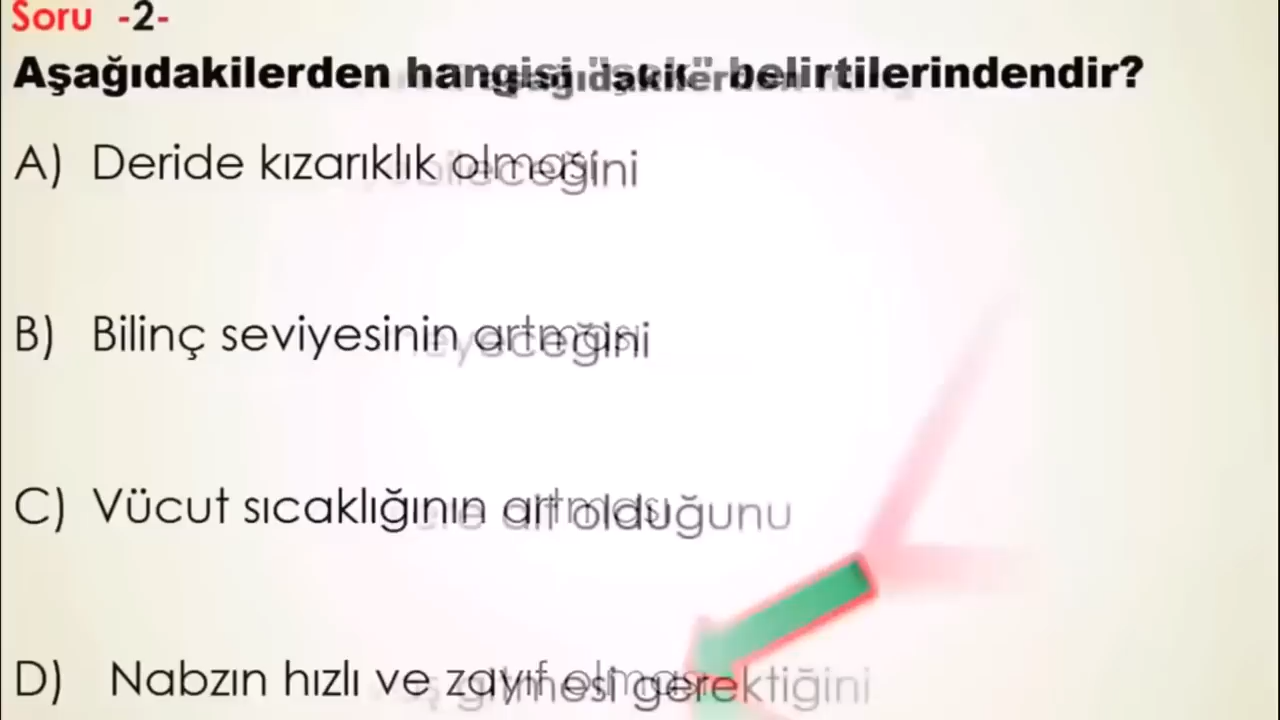 Soru -2-
Aşağıdakilerden hangisi "şok" belirtilerindendir?
A) Deride kızarıklık olması
B) Bilinç seviyesinin artması
C) Vücut sıcaklığının artması
D) Nabzın hızlı ve zayıf olması